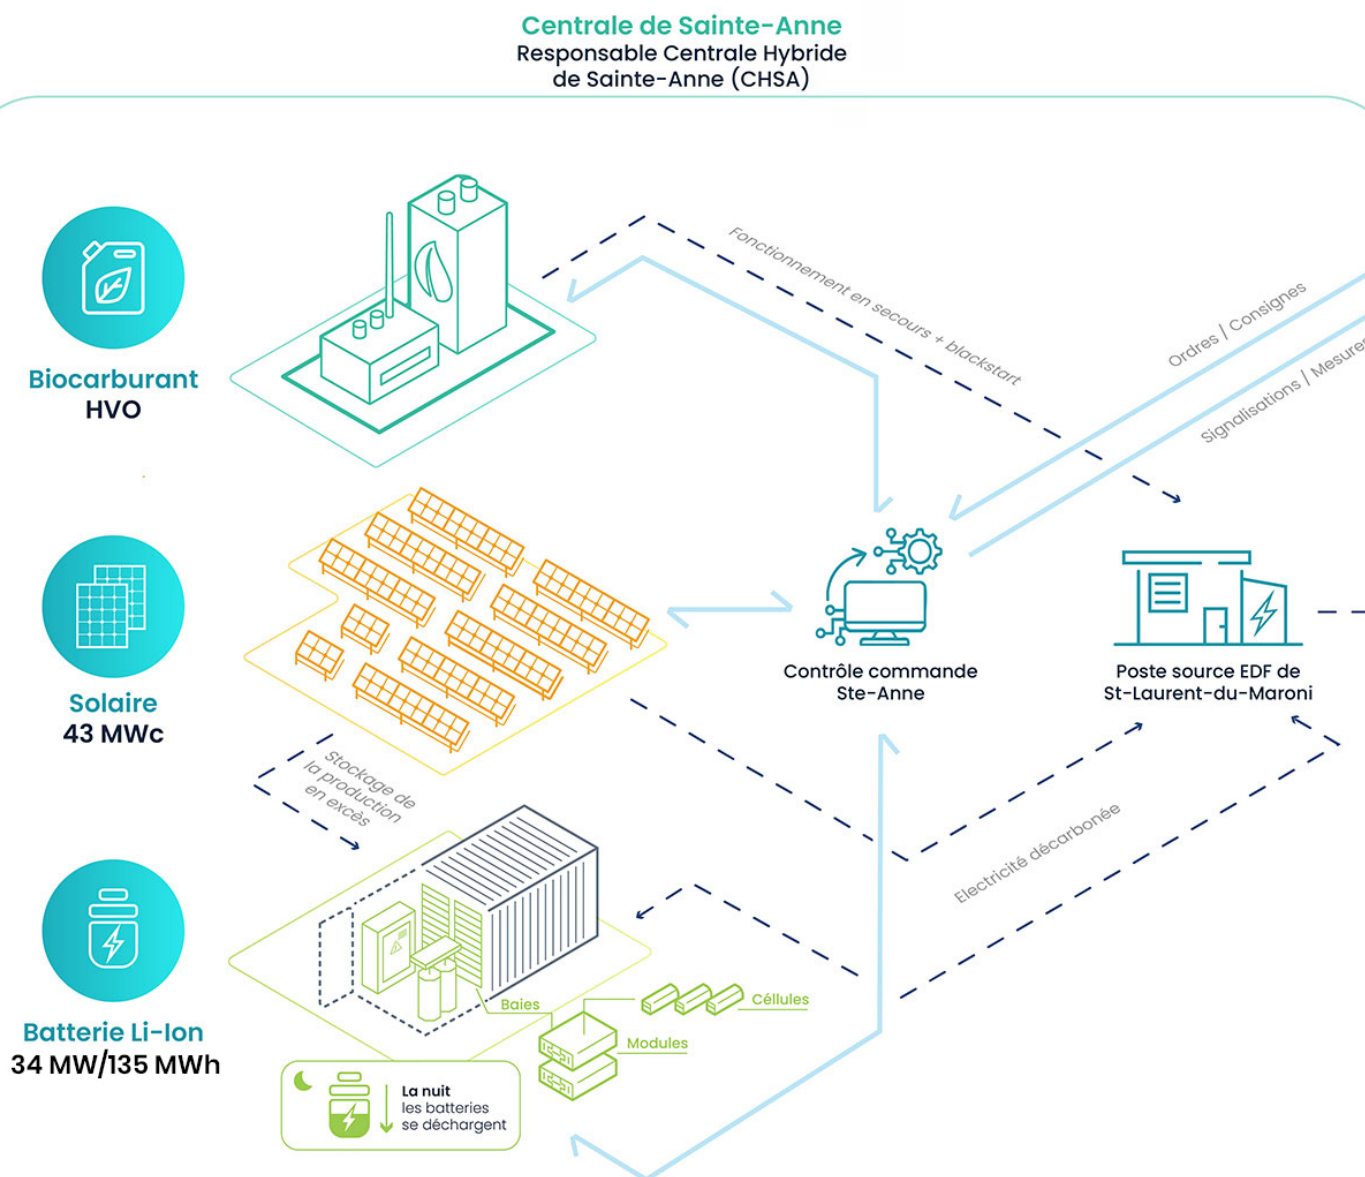 Centrale de Sainte-Anne
Responsable Centrale Hybride
de Sainte-Anne (CHSA)
Biocarburant
HVO
Fonctionnement en secours + blackstart
Ordres / Consignes
Signalisations / Mesures
Solaire
43 MWc
Contrôle commande
Ste-Anne
Poste source EDF de
St-Laurent-du-Maroni
Stockage de
la production
en excès
Electricité décarbonée
Batterie Li-Ion
34 MW/135 MWh
Baies
Céllules
Modules
La nuit
les batteries
se déchargent